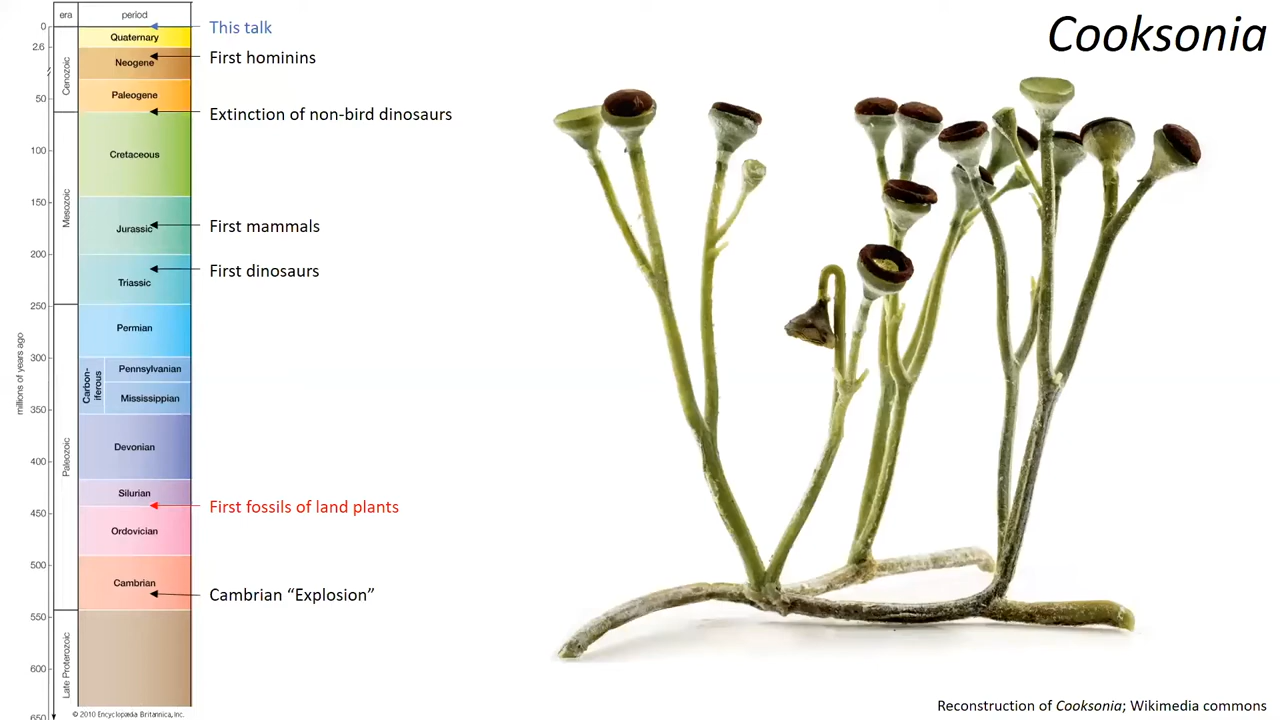 era
period
Cooksonia
0
This talk
Quaternary
2.6
Cenozoic
Neogene
First hominins
Paleogene
50
Extinction of non-bird dinosaurs
100
Cretaceous
150
Mesozoic
Jurassic
First mammals
200
First dinosaurs
Triassic
250
Permian
300
Carbon-
iferous
Pennsylvanian
Mississippian
350
millions of years ago
Paleozoic
Devonian
400
Silurian
First fossils of land plants
450
Ordovician
500
Cambrian
Cambrian “Explosion”
550
600
Late Proterozoic
650
© 2010 Encyclopædia Britannica, Inc.
Reconstruction of Cooksonia; Wikimedia commons